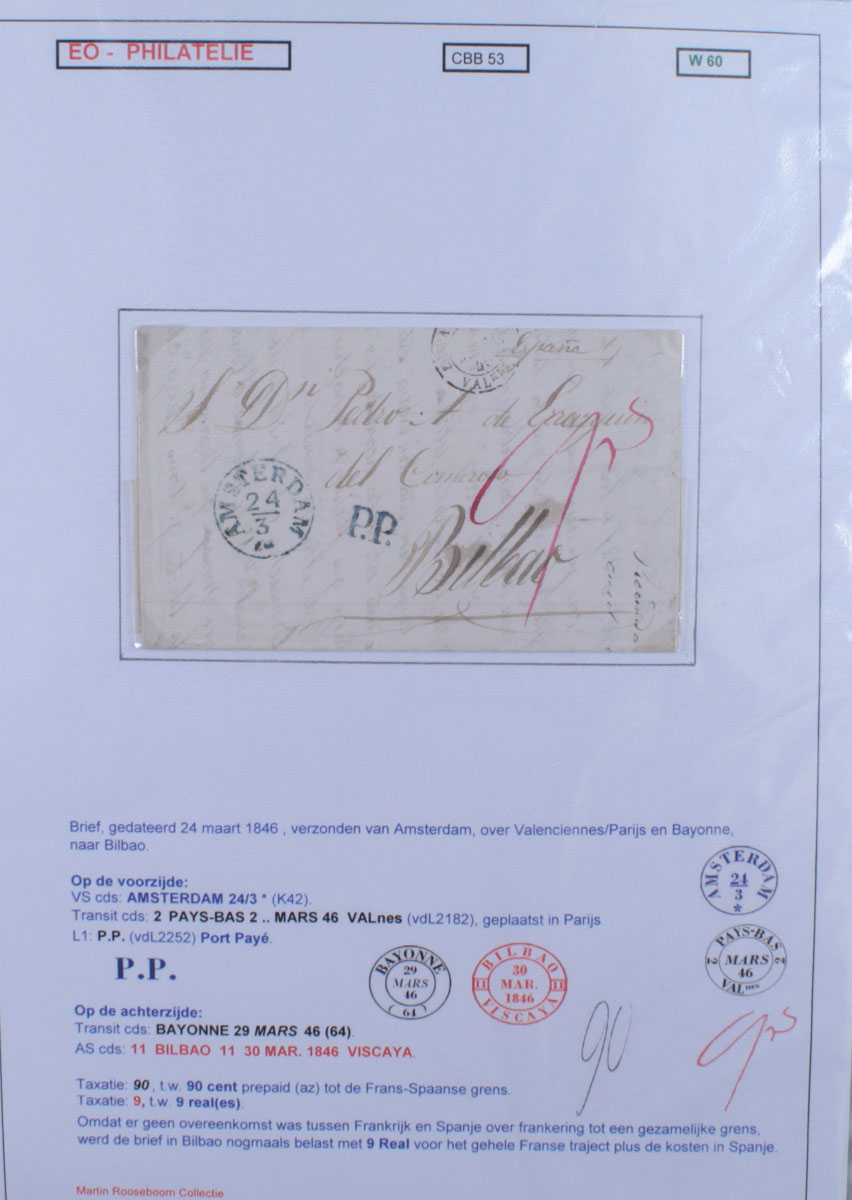 EO - PHILATELIE
CBB 53
W 60
España
VALnes
S. Dn Pedro A de
del Comercio
AMSTERDAM
24
3
P.P.
Bilbao
Brief, gedateerd 24 maart 1846 , verzonden van Amsterdam, over Valenciennes/Parijs en Bayonne,
naar Bilbao.
Op de voorzijde:
VS cds: AMSTERDAM 24/3 * (K42).
Transit cds: 2 PAYS-BAS 2 .. MARS 46 VALnes (vdL2182), geplaatst in Parijs
L1: P.P. (vdL2252) Port Payé.
AMSTERDAM
24
3
*
P.P.
BAYONNE
29
MARS
46
(64)
BILBAO
11 30 11
MAR.
1846
VISCAYA
PAYS-BAS
2 MARS 2
46
VALnes
Op de achterzijde:
Transit cds: BAYONNE 29 MARS 46 (64).
AS cds: 11 BILBAO 11 30 MAR. 1846 VISCAYA.
90
Taxatie: 90 , t.w. 90 cent prepaid (az) tot de Frans-Spaanse grens.
Taxatie: 9, t.w. 9 real(es).
Omdat er geen overeenkomst was tussen Frankrijk en Spanje over frankering tot een gezamelijke grens,
werd de brief in Bilbao nogmaals belast met 9 Real voor het gehele Franse traject plus de kosten in Spanje.
Martin Rooseboom Collectie